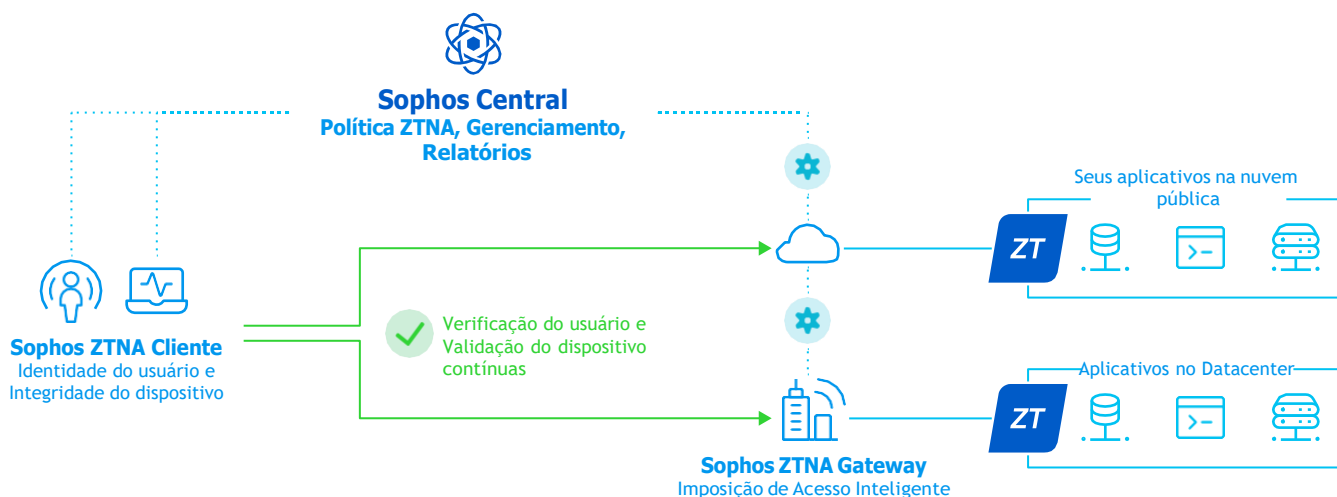 Sophos Central
Política ZTNA, Gerenciamento,
Relatórios
Seus aplicativos na nuvem
pública
ZT
Sophos ZTNA Cliente
Identidade do usuário e
Integridade do dispositivo
Verificação do usuário e
Validação do dispositivo
contínuas
Aplicativos no Datacenter
ZT
Sophos ZTNA Gateway
Imposição de Acesso Inteligente